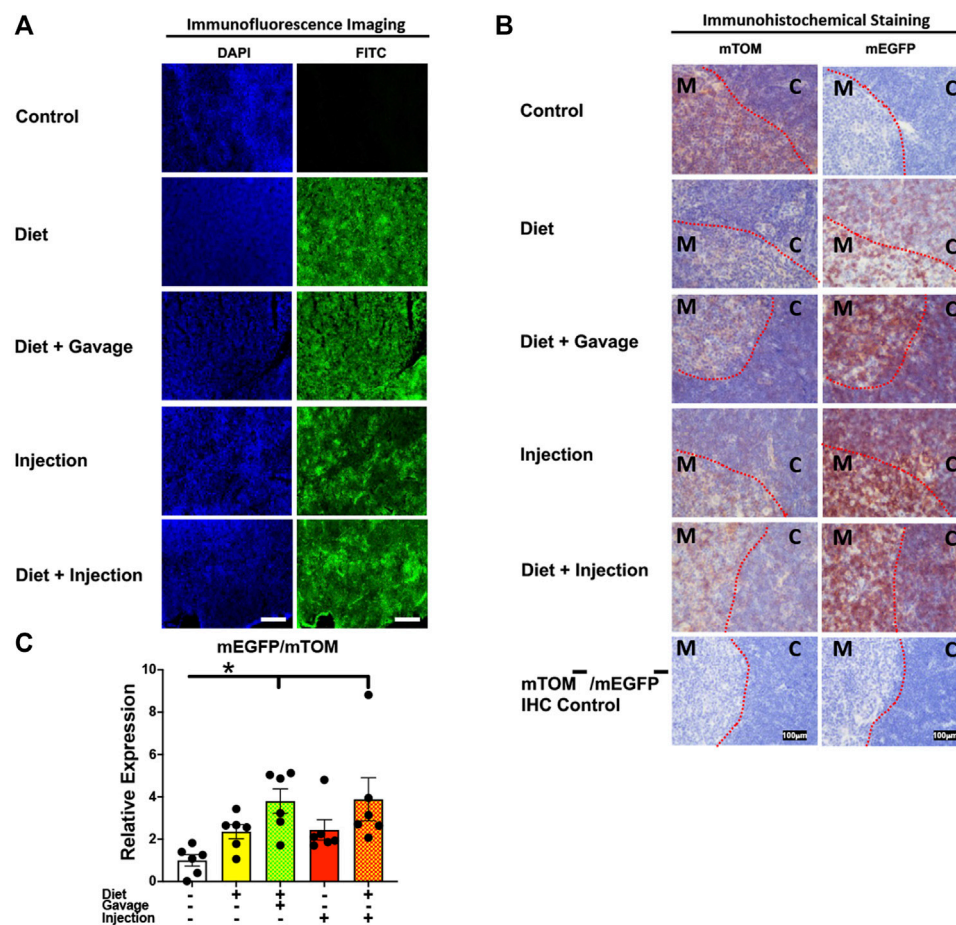 A
Immunofluorescence Imaging
DAPI FITC
Control
Diet
Diet + Gavage
Injection
Diet + Injection
B
Immunohistochemical Staining
mTOM mEGFP
Control
M C M C
Diet
M C M C
Diet + Gavage
M C M C
Injection
M C M C
Diet + Injection
M C M C
mTOM⁻/mEGFP⁻
IHC Control
M C M C
100µm 100µm
C
mEGFP/mTOM
*
Relative Expression
10
8
6
4
2
0
Diet - + + - +
Gavage - - + - -
Injection - - - + +